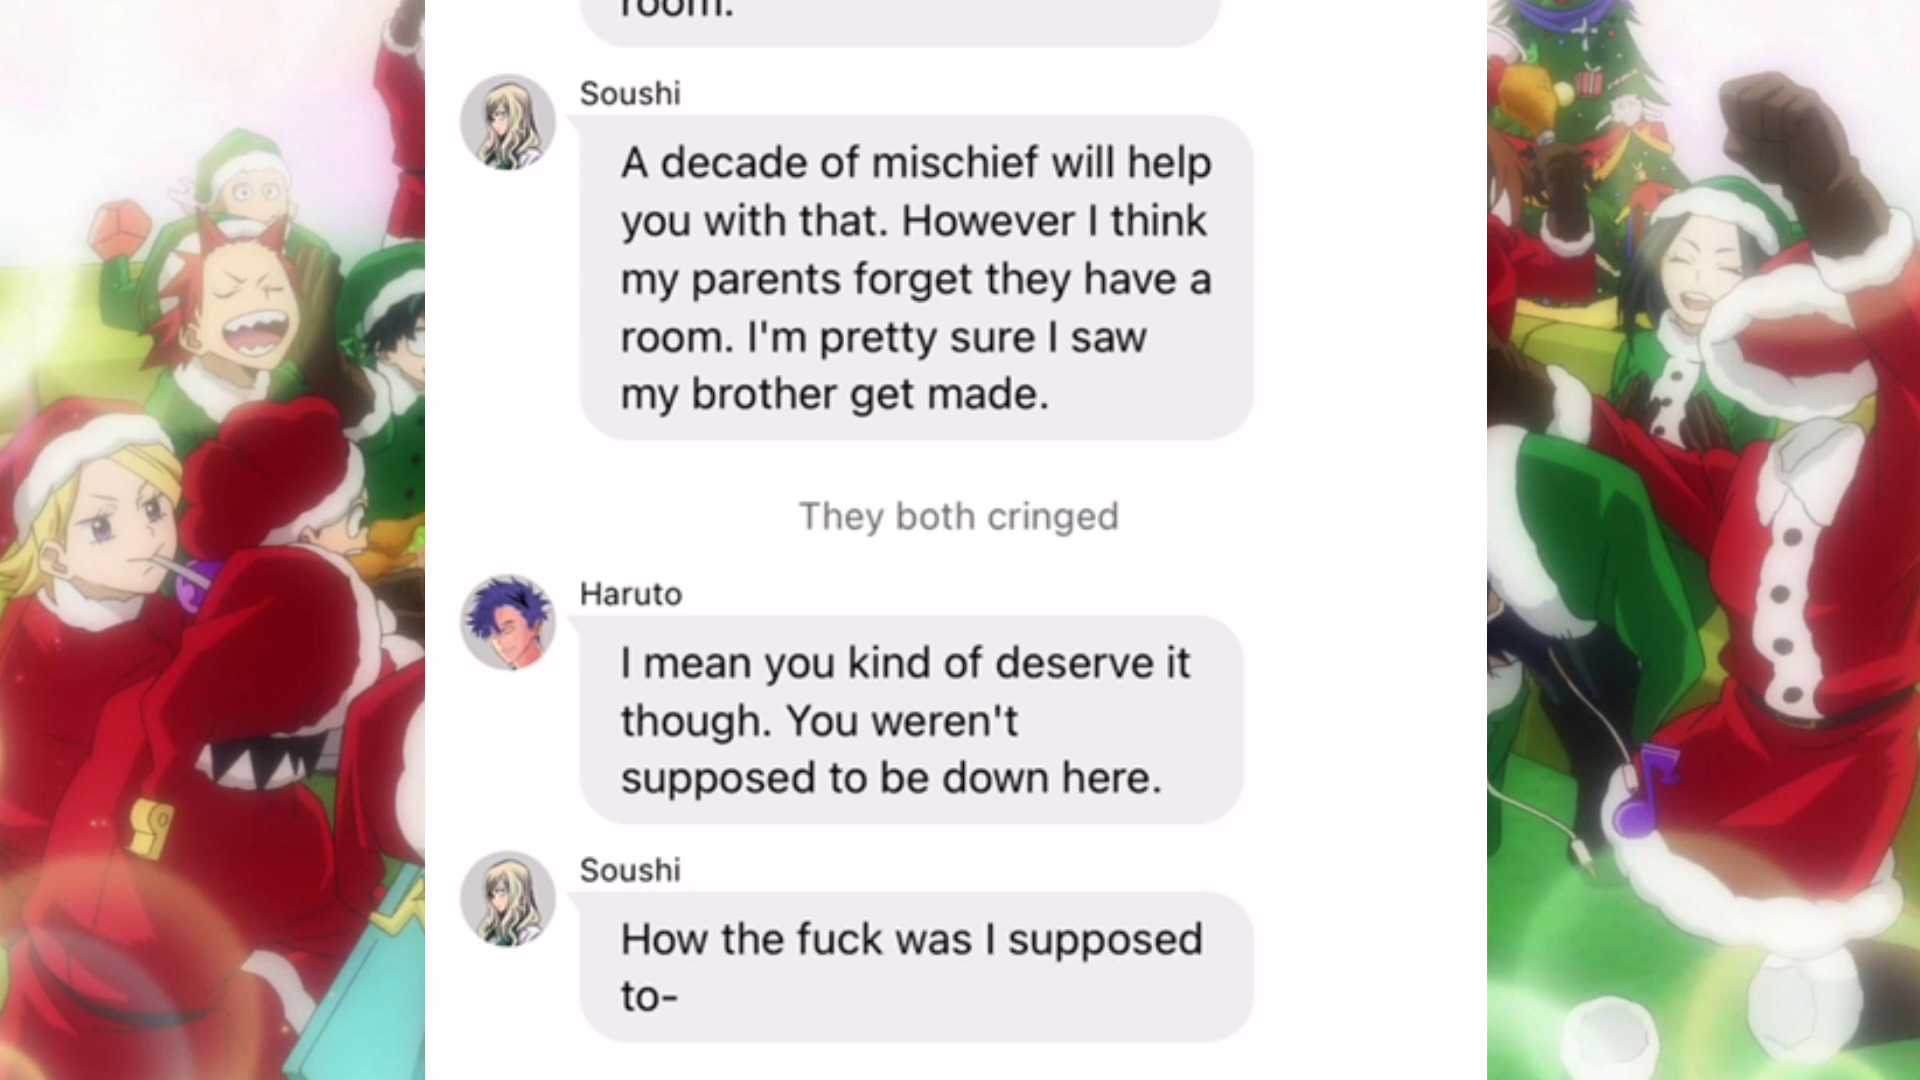 room.
Soushi
A decade of mischief will help
you with that. However I think
my parents forget they have a
room. I'm pretty sure I saw
my brother get made.
They both cringed
Haruto
I mean you kind of deserve it
though. You weren't
supposed to be down here.
Soushi
How the fuck was I supposed
to-